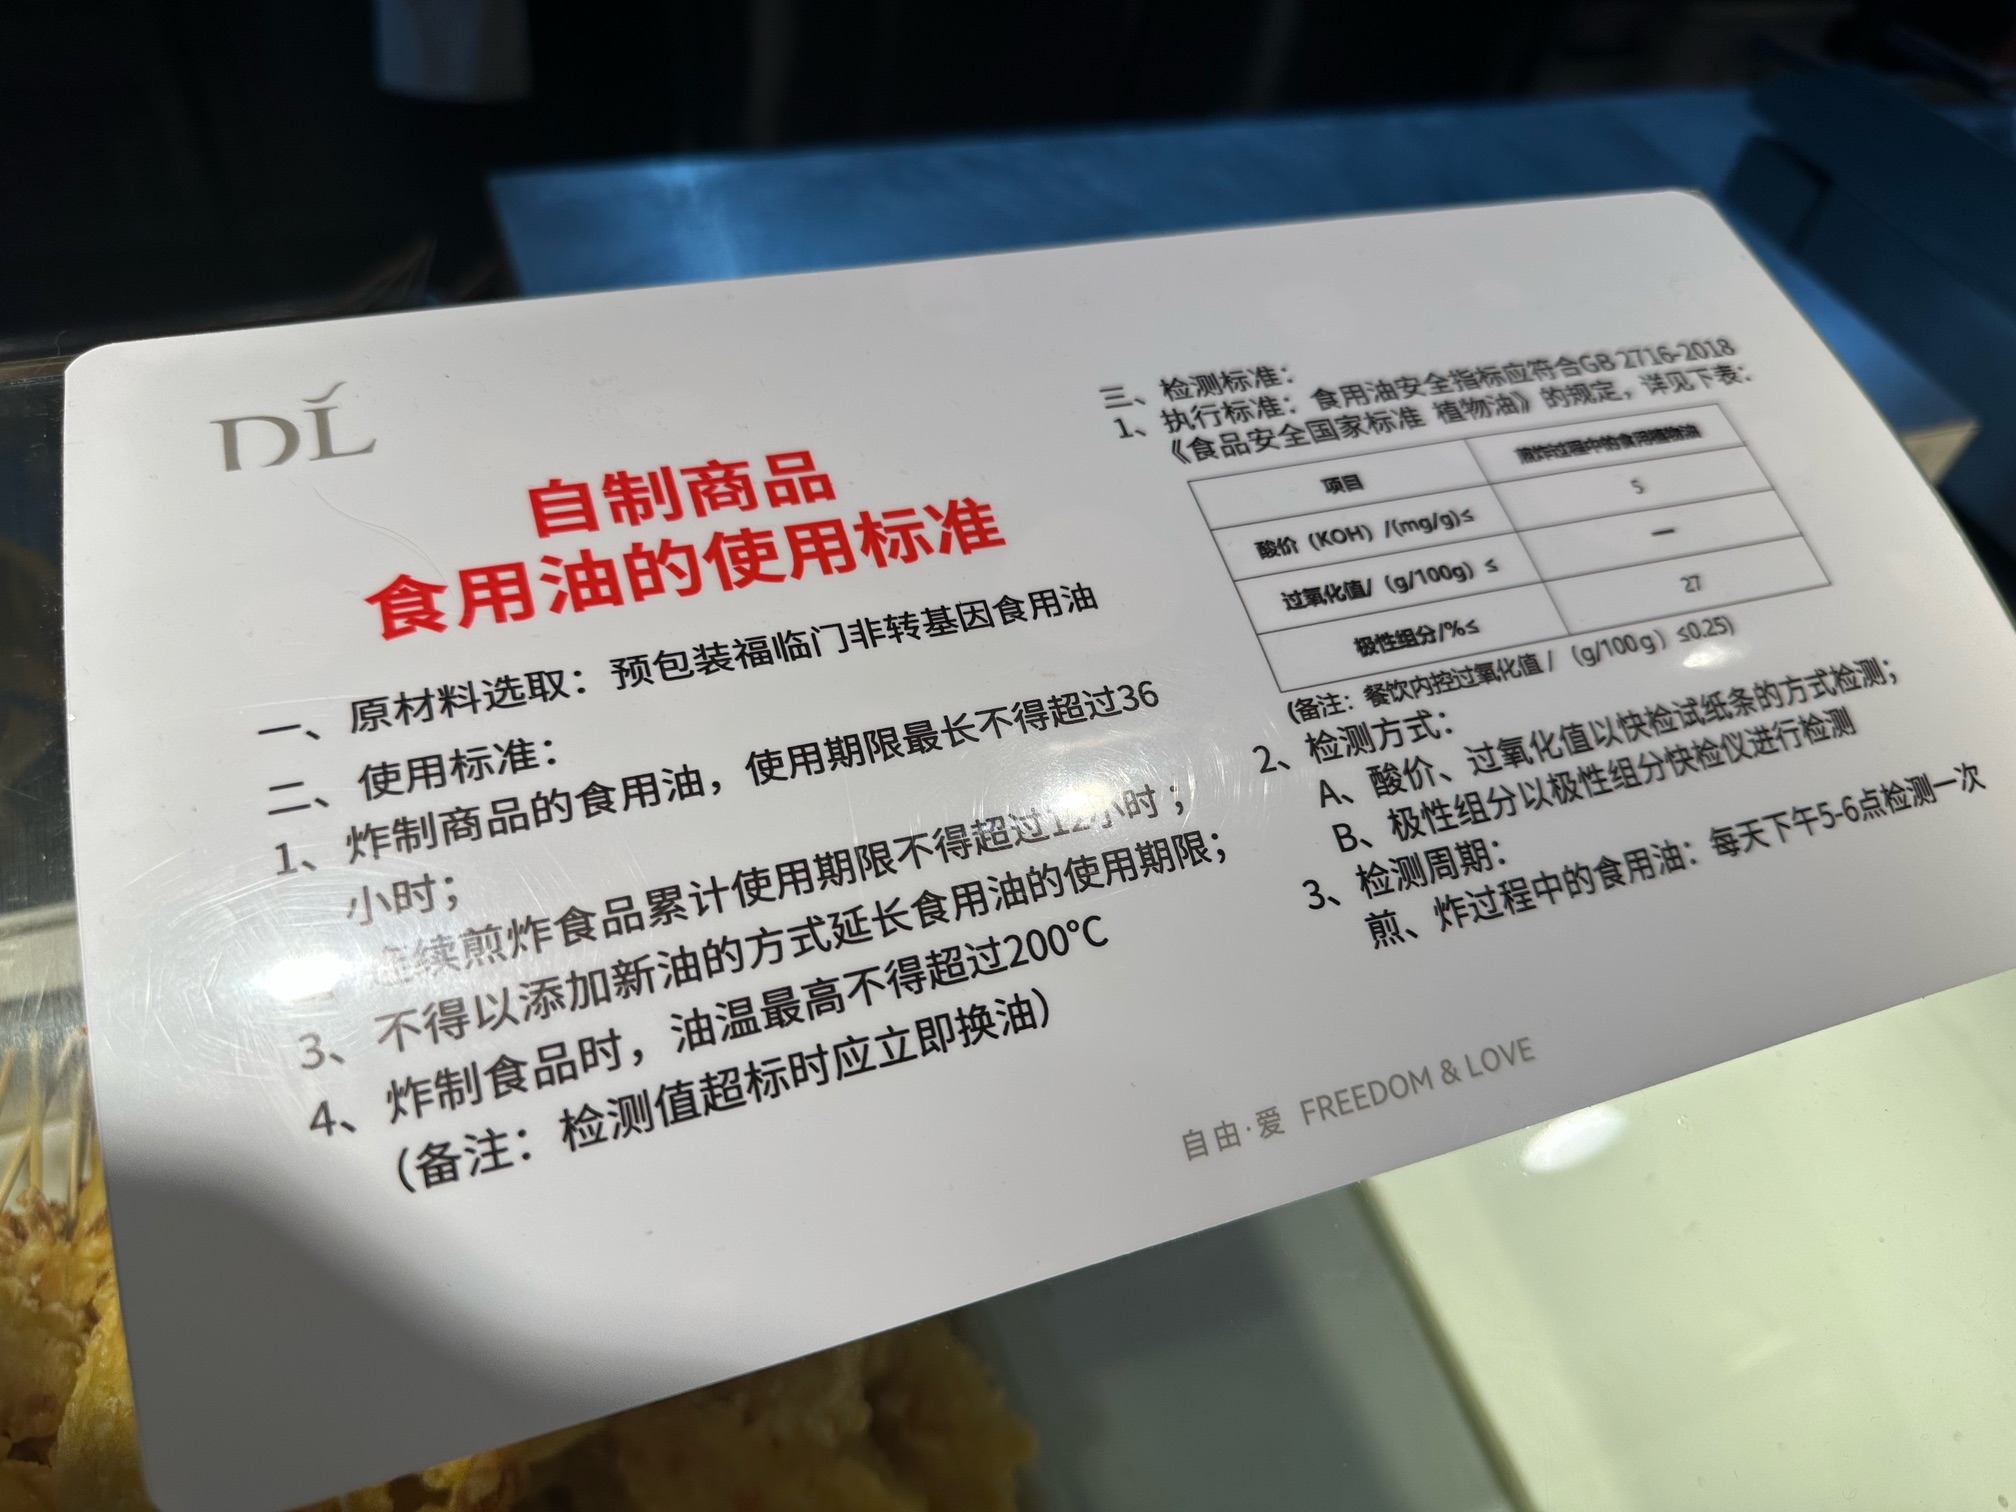 DL
自制商品
食用油的使用标准
一、原材料选取：预包装福临门非转基因食用油
二、使用标准：
1、炸制商品的食用油，使用期限最长不得超过36
小时；
连续煎炸食品累计使用期限不得超过12小时；
3、不得以添加新油的方式延长食用油的使用期限；
4、炸制食品时，油温最高不得超过200℃
（备注：检测值超标时应立即换油）
三、检测标准：
1、执行标准：食用油安全指标应符合GB 2716-2018
《食品安全国家标准 植物油》的规定，详见下表：
项目 煎炸过程中的食用植物油
酸价（KOH）/(mg/g)≤ 5
过氧化值/（g/100g）≤ —
极性组分/%≤ 27
(备注：餐饮内控过氧化值 /（g/100g）≤0.25)
2、检测方式：
A、酸价、过氧化值以快检试纸条的方式检测；
B、极性组分以极性组分快检仪进行检测
3、检测周期：
煎、炸过程中的食用油：每天下午5-6点检测一次
自由·爱 FREEDOM & LOVE